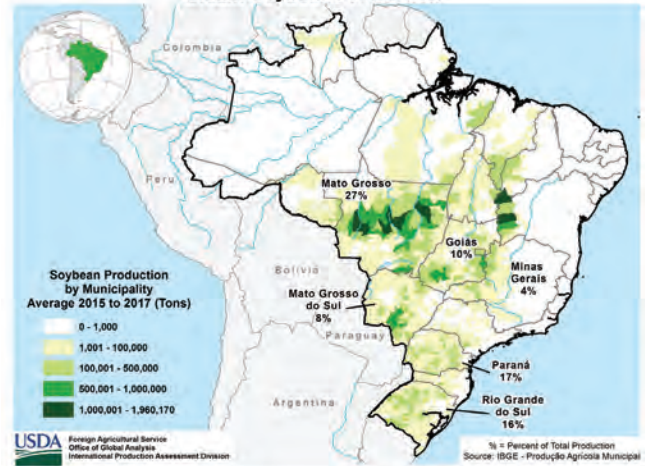 Colombia
Peru
Mato Grosso
27%
Goiás
10%
Bolivia
Minas
Gerais
4%
Mato Grosso
do Sul
8%
Paraguay
Paraná
17%
Rio Grande
do Sul
16%
Argentina
Soybean Production
by Municipality
Average 2015 to 2017 (Tons)
0 - 1,000
1,001 - 100,000
100,001 - 500,000
500,001 - 1,000,000
1,000,001 - 1,960,170
USDA
Foreign Agricultural Service
Office of Global Analysis
International Production Assessment Division
% = Percent of Total Production
Source: IBGE - Produção Agrícola Municipal